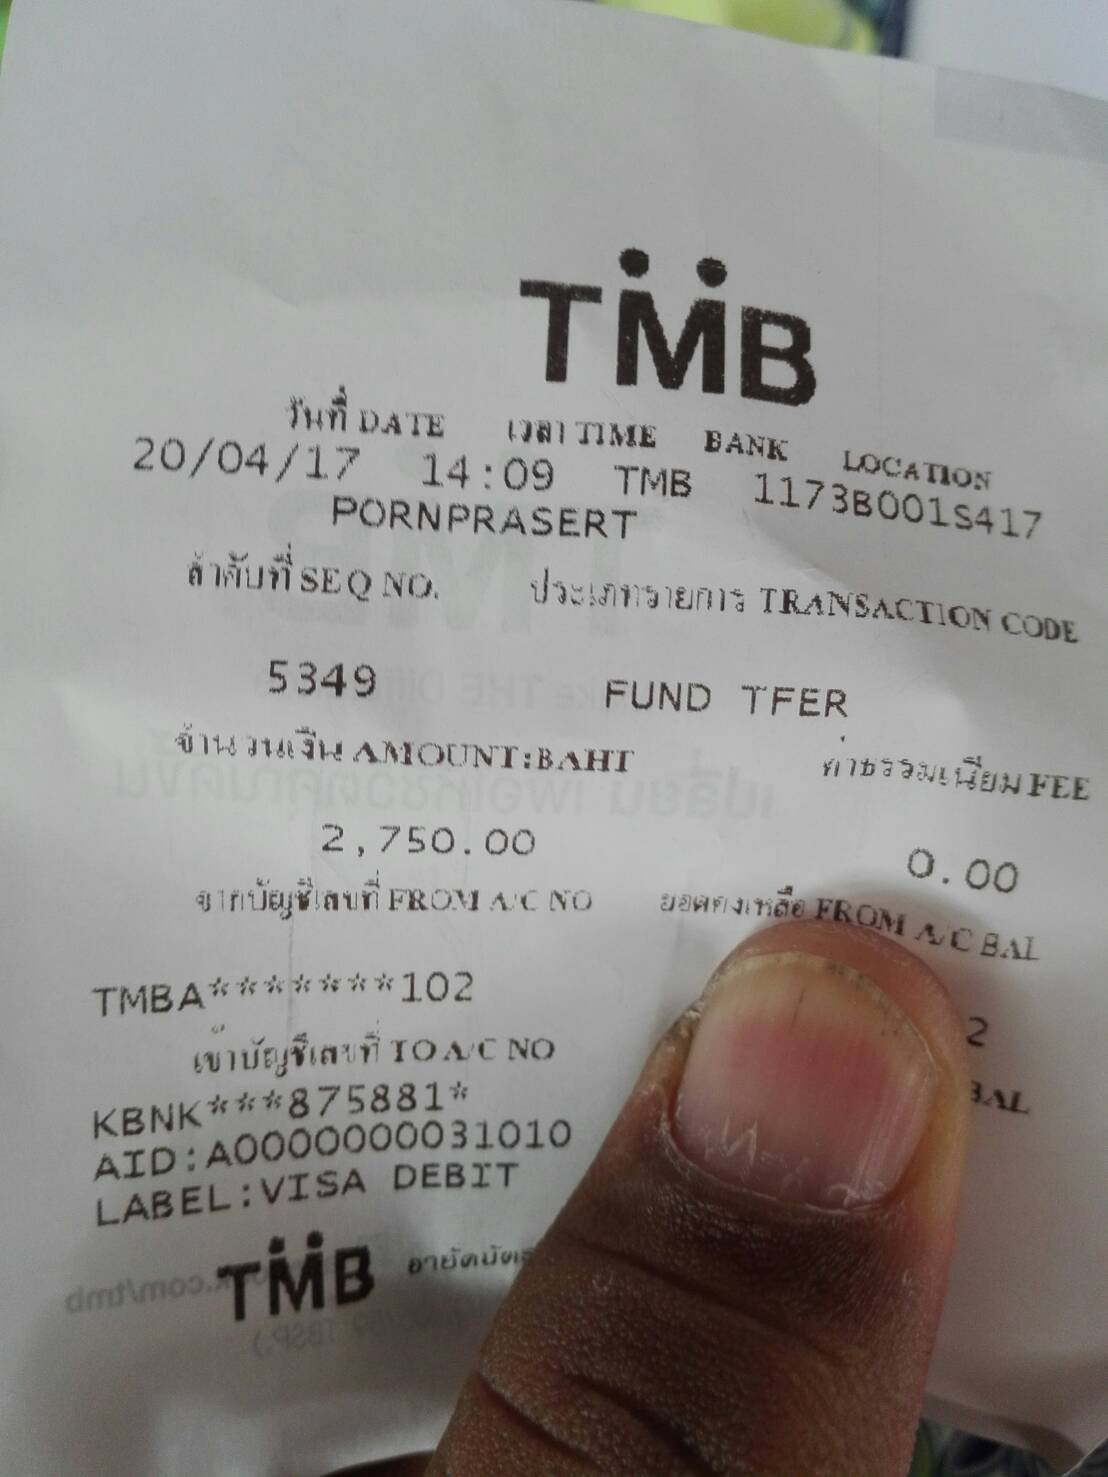 TMB
วันที่ DATE เวลา TIME BANK LOCATION
20/04/17 14:09 TMB 1173B001S417
PORNPRASERT
ลำดับที่ SEQ NO. ประเภทรายการ TRANSACTION CODE
5349 FUND TFER
จำนวนเงิน AMOUNT:BAHT ค่าธรรมเนียม FEE
2,750.00 0.00
จากบัญชีเลขที่ FROM A/C NO ยอดคงเหลือ FROM A/C BAL
TMBA*******102 2
เข้าบัญชีเลขที่ TO A/C NO BAL
KBNK***875881*
AID:A0000000031010
LABEL:VISA DEBIT
TMB อายัดบัตร